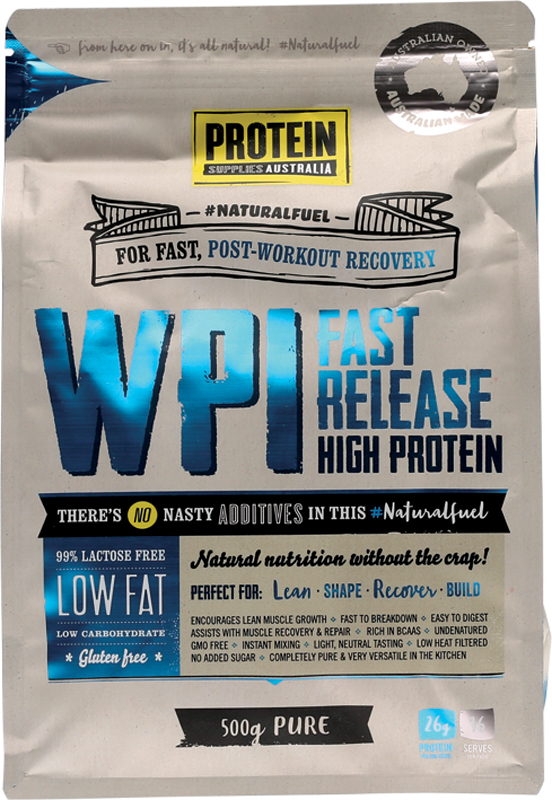 from here on in, it's all natural! #Naturalfuel
AUSTRALIAN OWNED
AUSTRALIAN MADE
PROTEIN
SUPPLIES AUSTRALIA
#NATURALFUEL
FOR FAST, POST-WORKOUT RECOVERY
WPI
FAST
RELEASE
HIGH PROTEIN
THERE'S NO NASTY ADDITIVES IN THIS #Naturalfuel
99% LACTOSE FREE
LOW FAT
LOW CARBOHYDRATE
* Gluten free *
Natural nutrition without the crap!
PERFECT FOR: Lean · SHAPE · Recover · BUILD
ENCOURAGES LEAN MUSCLE GROWTH ❖ FAST TO BREAKDOWN ❖ EASY TO DIGEST
ASSISTS WITH MUSCLE RECOVERY & REPAIR ❖ RICH IN BCAAS ❖ UNDENATURED
GMO FREE ❖ INSTANT MIXING ❖ LIGHT, NEUTRAL TASTING ❖ LOW HEAT FILTERED
NO ADDED SUGAR ❖ COMPLETELY PURE & VERY VERSATILE IN THE KITCHEN
500g PURE
26g
PROTEIN
16
SERVES